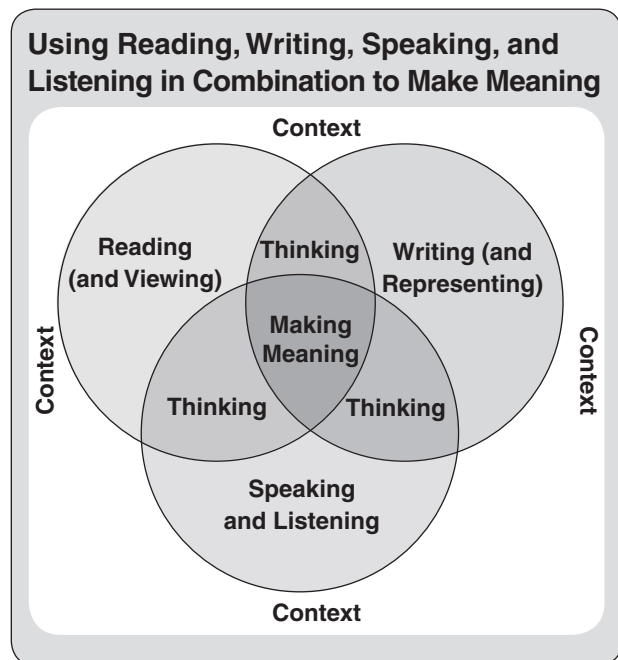 Using Reading, Writing, Speaking, and
Listening in Combination to Make Meaning
Context
Reading
(and Viewing)
Thinking
Writing (and
Representing)
Making
Meaning
Context
Context
Thinking
Thinking
Speaking
and Listening
Context